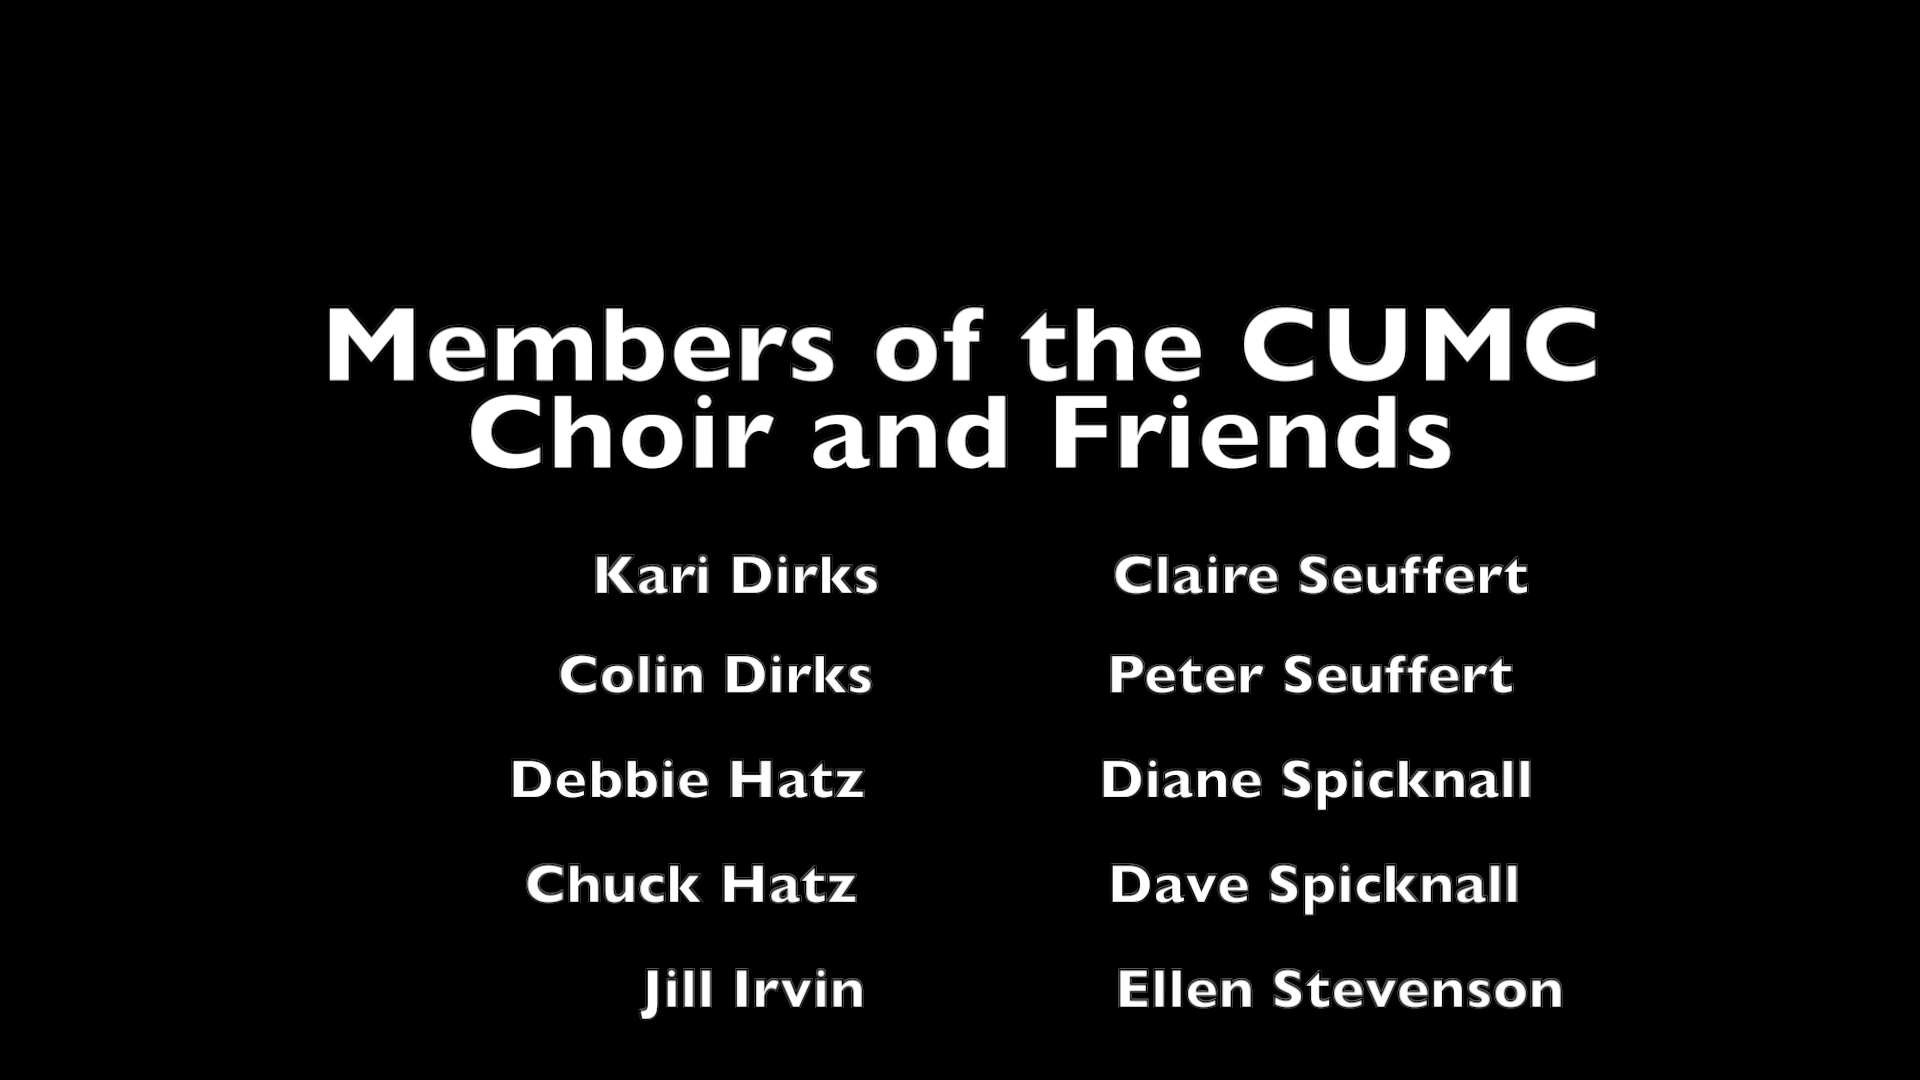 Members of the CUMC
Choir and Friends
Kari Dirks Claire Seuffert
Colin Dirks Peter Seuffert
Debbie Hatz Diane Spicknall
Chuck Hatz Dave Spicknall
Jill Irvin Ellen Stevenson